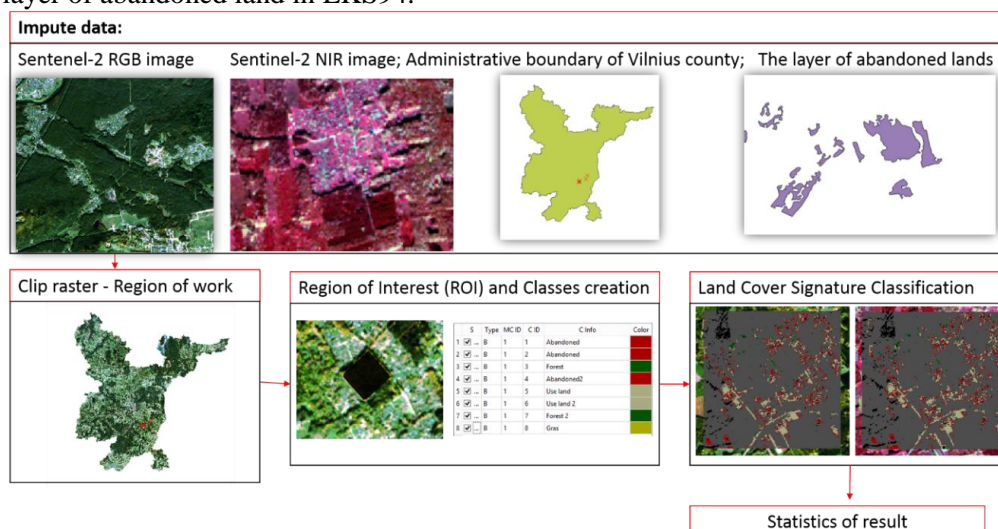 layer of abandoned land in LKS94.
Impute data:
Sentenel-2 RGB image
Sentinel-2 NIR image; Administrative boundary of Vilnius county; The layer of abandoned lands
Clip raster - Region of work
Region of Interest (ROI) and Classes creation
S Type MC ID C ID C Info Color
1 B 1 1 Abandoned
2 B 1 2 Abandoned
3 B 1 3 Forest
4 B 1 4 Abandoned2
5 B 1 5 Use land
6 B 1 6 Use land 2
7 B 1 7 Forest 2
8 B 1 8 Gras
Land Cover Signature Classification
Statistics of result